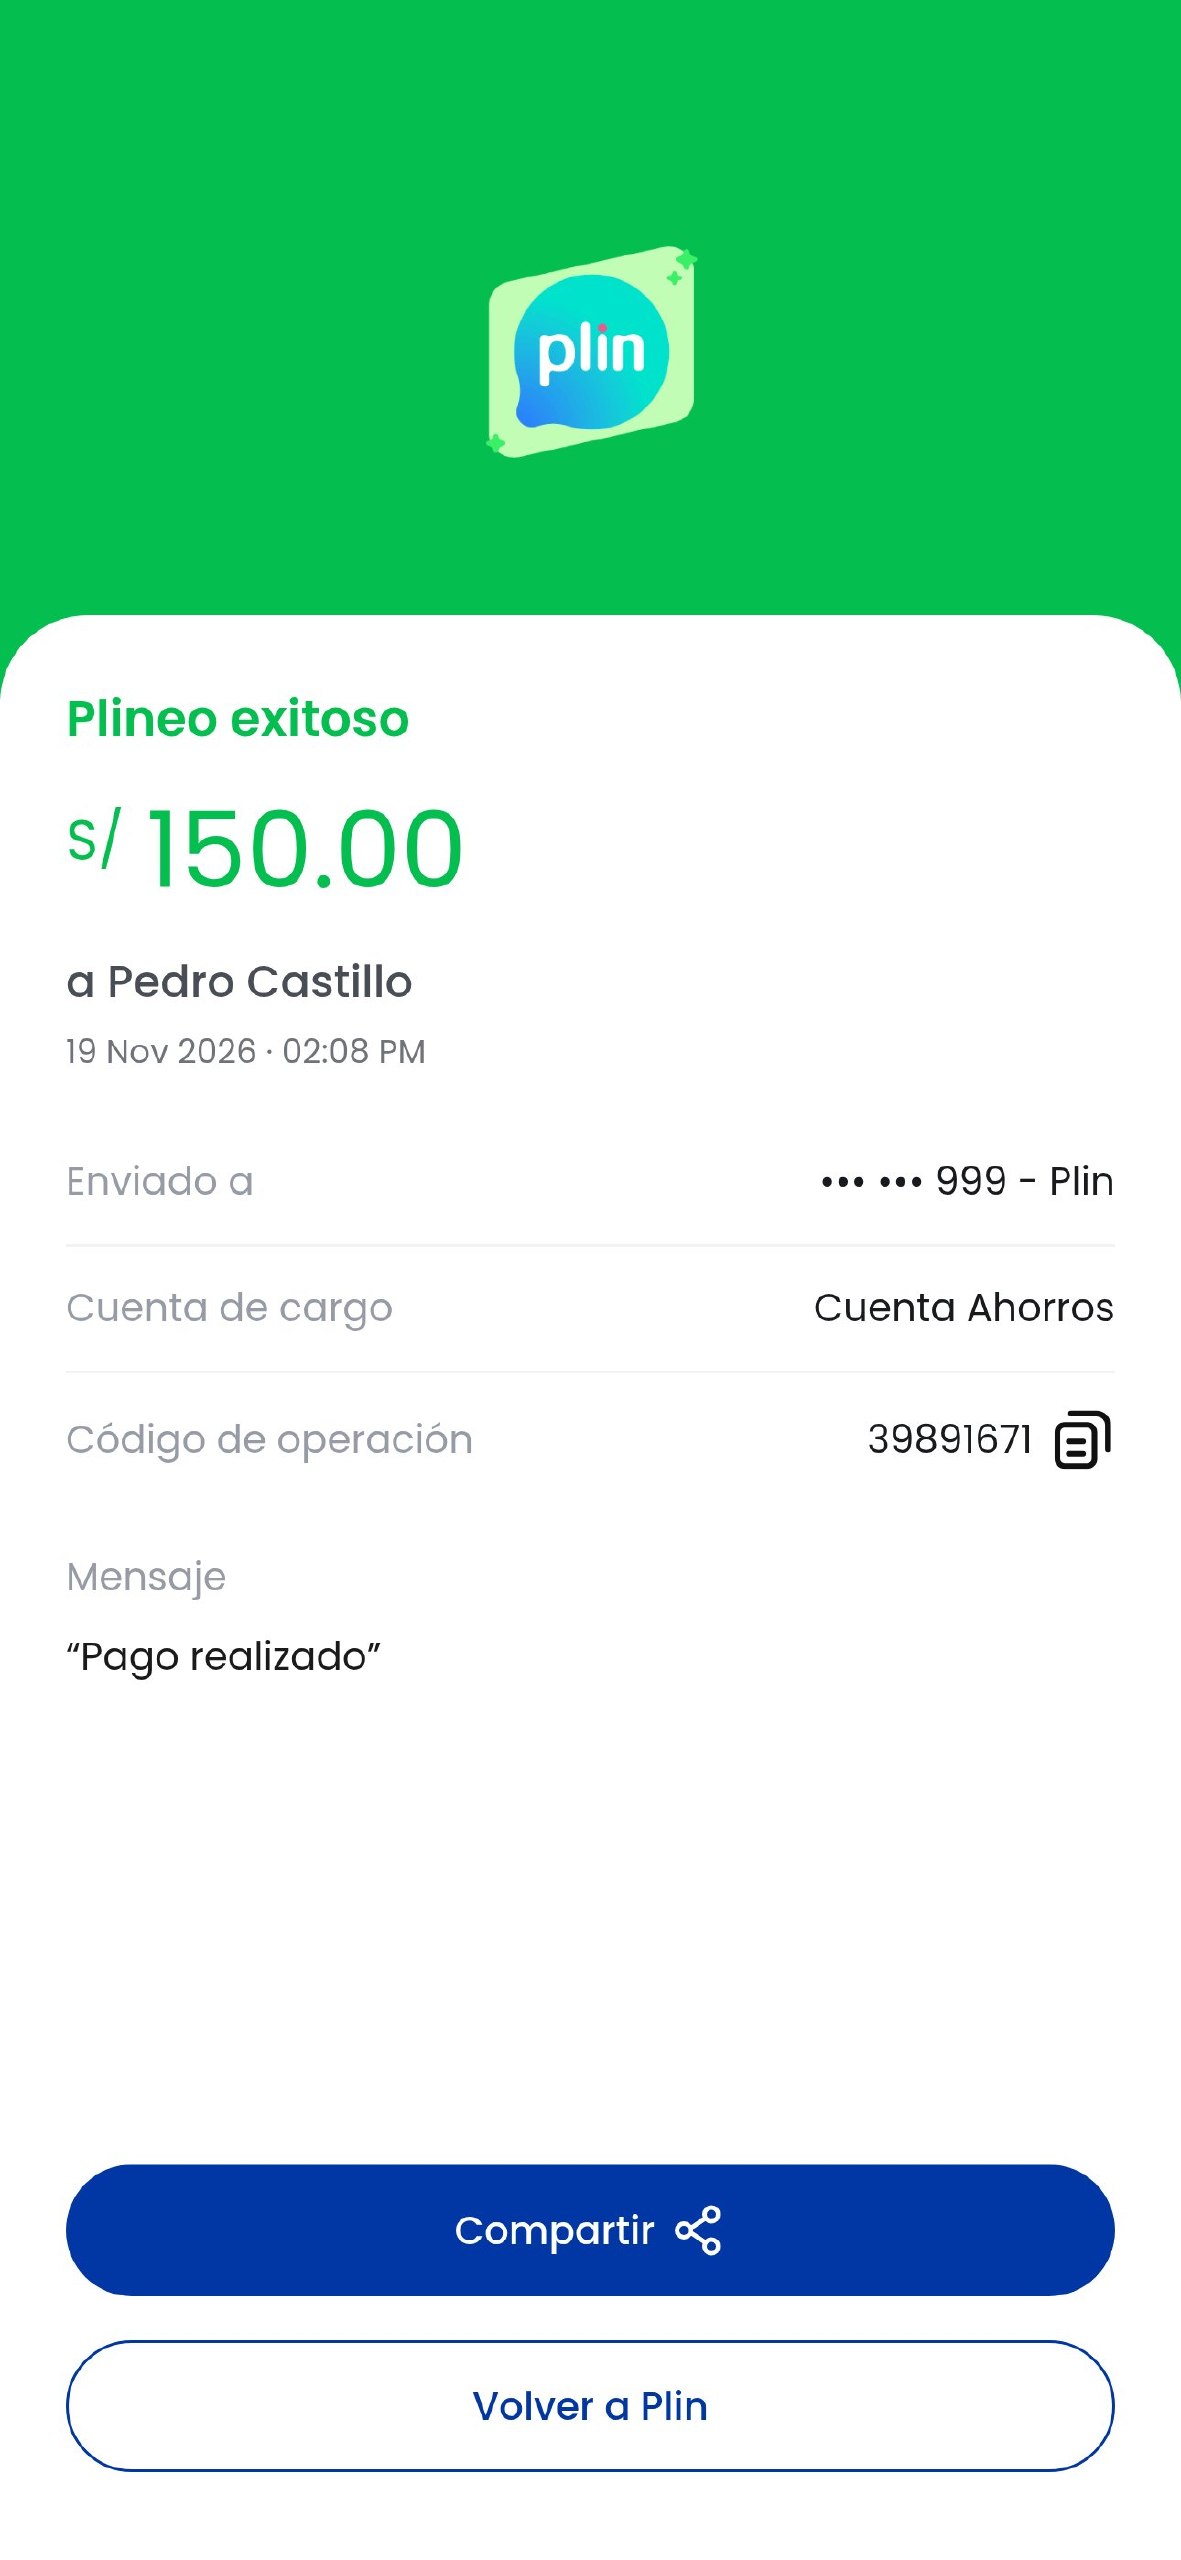 plin
Plineo exitoso
S/ 150.00
a Pedro Castillo
19 Nov 2026 · 02:08 PM
Enviado a ••• ••• 999 - Plin
Cuenta de cargo Cuenta Ahorros
Código de operación 39891671
Mensaje
“Pago realizado”
Compartir
Volver a Plin